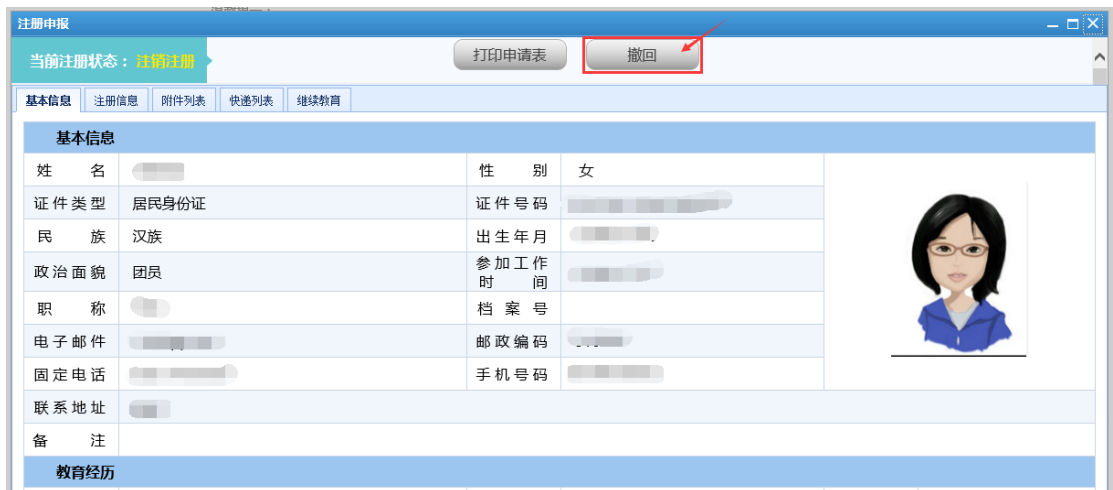 注册申报
当前注册状态： 注销注册
打印申请表 撤回
基本信息 注册信息 附件列表 快递列表 继续教育
基本信息
姓 名 性 别 女
证件类型 居民身份证 证件号码
民 族 汉族 出生年月
政治面貌 团员 参加工作
时 间
职 称 档 案 号
电子邮件 邮政编码
固定电话 手机号码
联系地址
备 注
教育经历